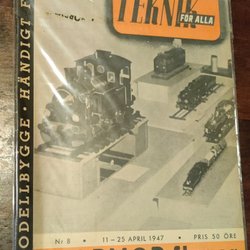 TEKNIK
FÖR ALLA
ODELLBYGGE · HÄNDIGT F
Nr 8 11—25 APRIL 1947 PRIS 50 ÖRE